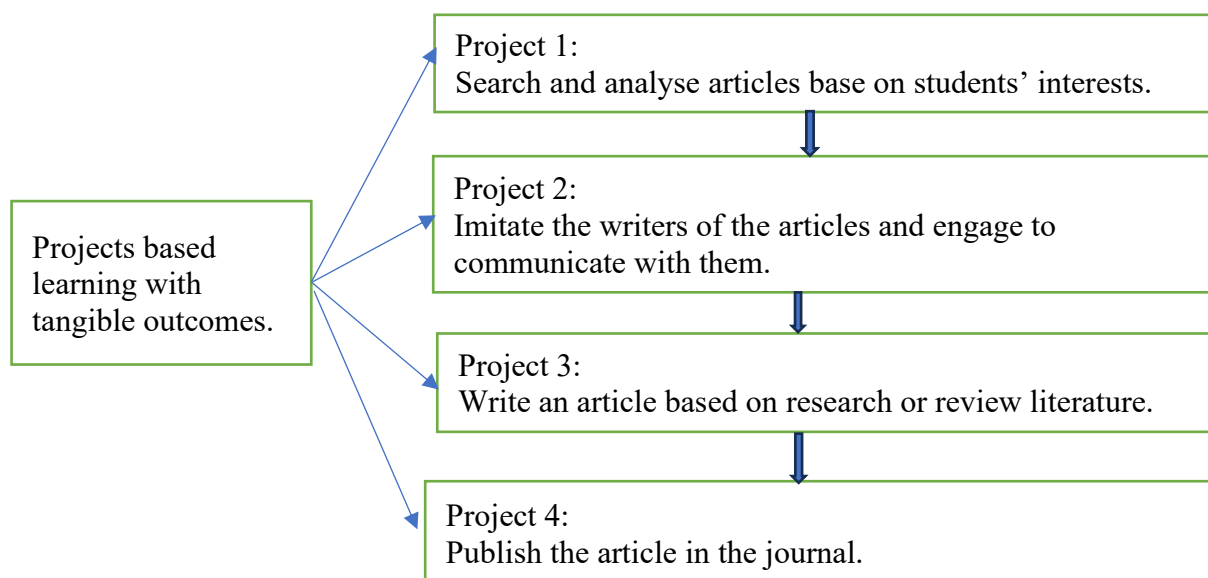 Projects based
learning with
tangible outcomes.
Project 1:
Search and analyse articles base on students’ interests.
Project 2:
Imitate the writers of the articles and engage to
communicate with them.
Project 3:
Write an article based on research or review literature.
Project 4:
Publish the article in the journal.